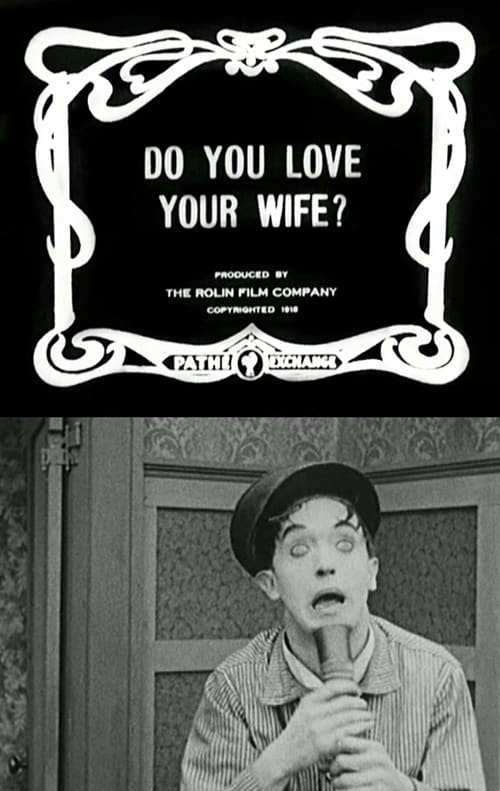 DO YOU LOVE
YOUR WIFE?
PRODUCED BY
THE ROLIN FILM COMPANY
COPYRIGHTED 1918
PATHE EXCHANGE